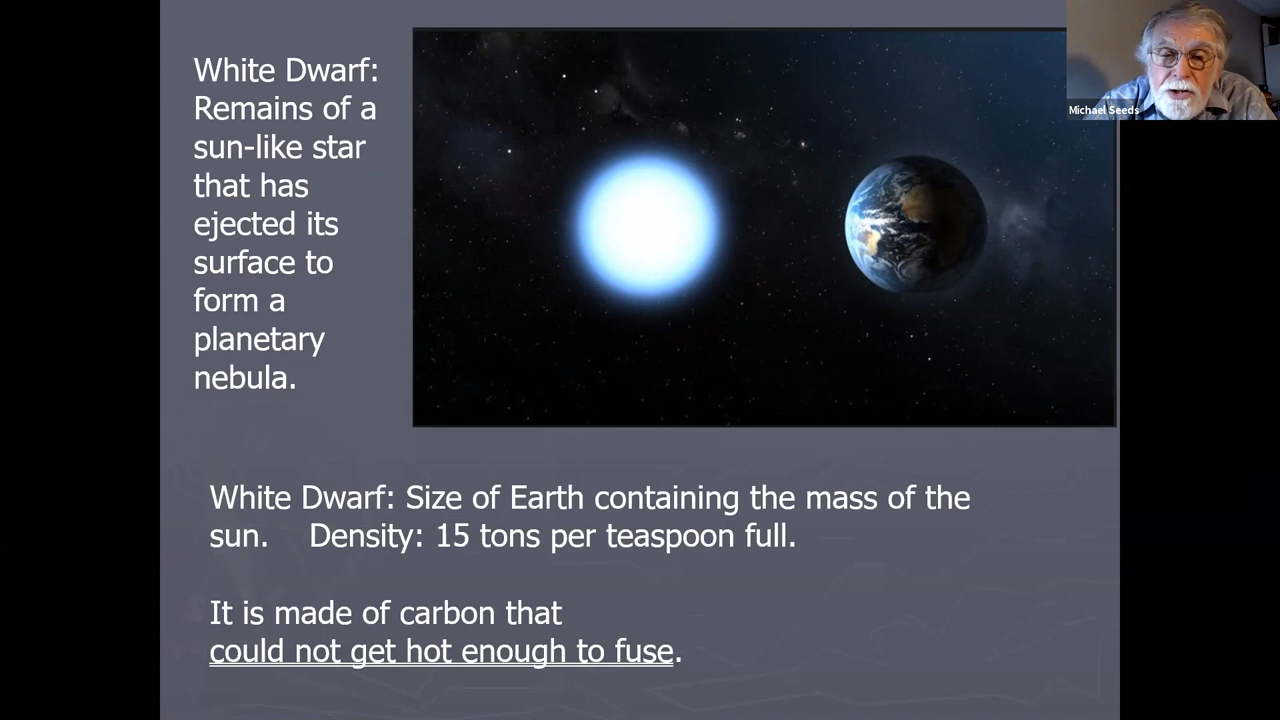 White Dwarf:
Remains of a
sun-like star
that has
ejected its
surface to
form a
planetary
nebula.
Michael Seeds
White Dwarf: Size of Earth containing the mass of the
sun. Density: 15 tons per teaspoon full.
It is made of carbon that
could not get hot enough to fuse.